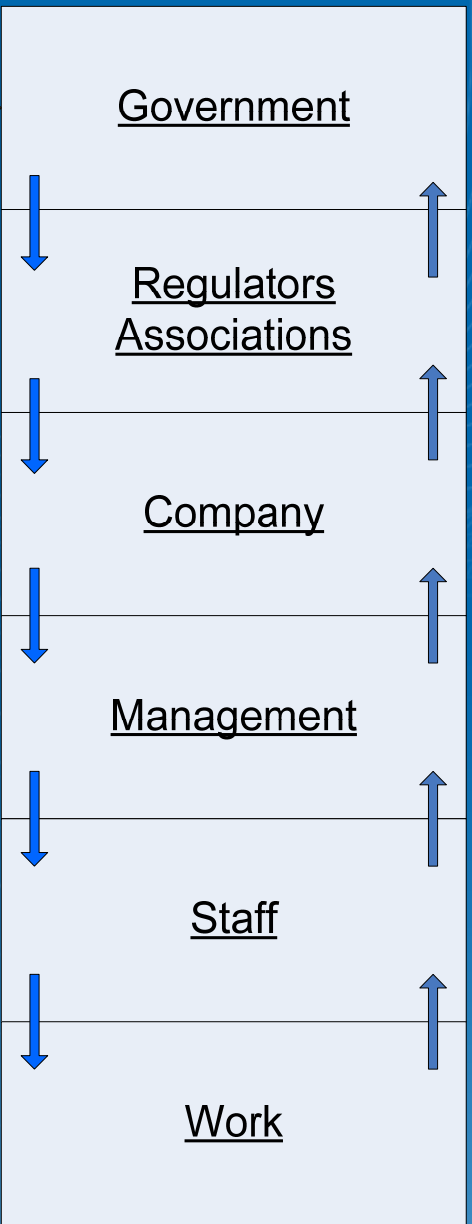 Government
Regulators
Associations
Company
Management
Staff
Work